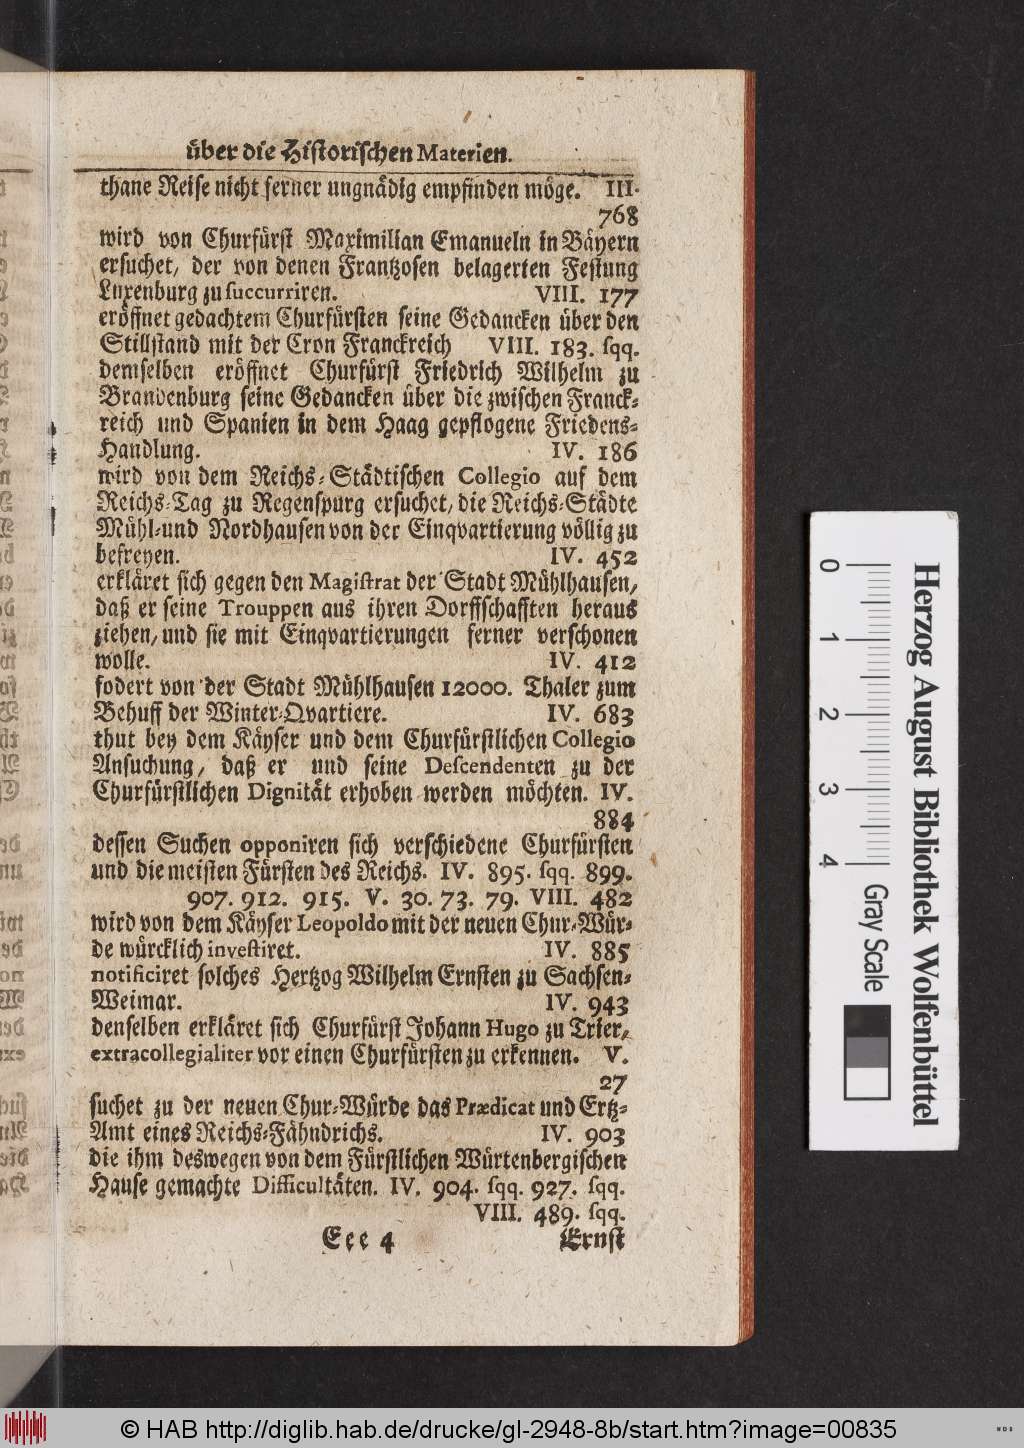 über die Historischen Materien.
thane Reise nicht ferner ungnädig empfinden möge. III.
768
wird von Churfürst Maximilian Emanueln in Bäyern
ersuchet, der von denen Frantzosen belagerten Festung
Luxenburg zu succurriren. VIII. 177
eröffnet gedachtem Churfürsten seine Gedancken über den
Stillstand mit der Cron Franckreich VIII. 183. sqq.
demselben eröffnet Churfürst Friedrich Wilhelm zu
Brandenburg seine Gedancken über die zwischen Franck-
reich und Spanien in dem Haag gepflogene Friedens-
Handlung. IV. 186
wird von dem Reichs-Städtischen Collegio auf dem
Reichs-Tag zu Regenspurg ersuchet, die Reichs-Städte
Mühl-und Nordhausen von der Einqvartierung völlig zu
befreyen. IV. 452
erkläret sich gegen den Magistrat der Stadt Mühlhausen,
daß er seine Trouppen aus ihren Dorffschafften heraus
ziehen, und sie mit Einqvartierungen ferner verschonen
wolle. IV. 412
fodert von der Stadt Mühlhausen 12000. Thaler zum
Behuff der Winter-Qvartiere. IV. 683
thut bey dem Käyser und dem Churfürstlichen Collegio
Ansuchung, daß er und seine Descendenten zu der
Churfürstlichen Dignität erhoben werden möchten. IV.
884
dessen Suchen opponiren sich verschiedene Churfürsten
und die meisten Fürsten des Reichs. IV. 895. sqq. 899.
907. 912. 915. V. 30. 73. 79. VIII. 482
wird von dem Käyser Leopoldo mit der neuen Chur-Wür-
de würcklich investiret. IV. 885
notificiret solches Hertzog Wilhelm Ernsten zu Sachsen-
Weimar. IV. 943
denselben erkläret sich Churfürst Johann Hugo zu Trier,
extracollegialiter vor einen Churfürsten zu erkennen. V.
27
suchet zu der neuen Chur-Würde das Prædicat und Ertz-
Amt eines Reichs-Fähndrichs. IV. 903
die ihm deswegen von dem Fürstlichen Würtenbergischen
Hause gemachte Difficultäten. IV. 904. sqq. 927. sqq.
VIII. 489. sqq.
Eee 4 Ernst
0 1 2 3 4 Gray Scale
Herzog August Bibliothek Wolfenbüttel
© HAB http://diglib.hab.de/drucke/gl-2948-8b/start.htm?image=00835